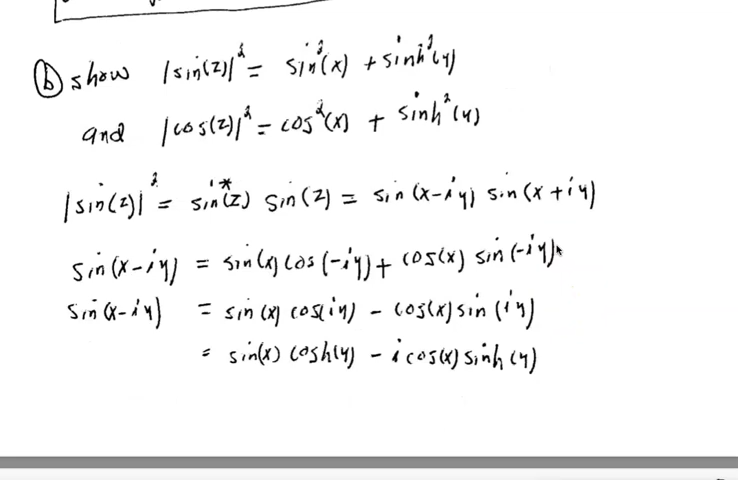 ⓑ show |sin(z)|² = sin²(x) + sinh²(y)
and |cos(z)|² = cos²(x) + sinh²(y)
|sin(z)|² = sin*(z) sin(z) = sin(x-iy) sin(x+iy)
sin(x-iy) = sin(x) cos(-iy) + cos(x) sin(-iy)
sin(x-iy) = sin(x) cos(iy) - cos(x) sin(iy)
= sin(x) cosh(y) - i cos(x) sinh(y)